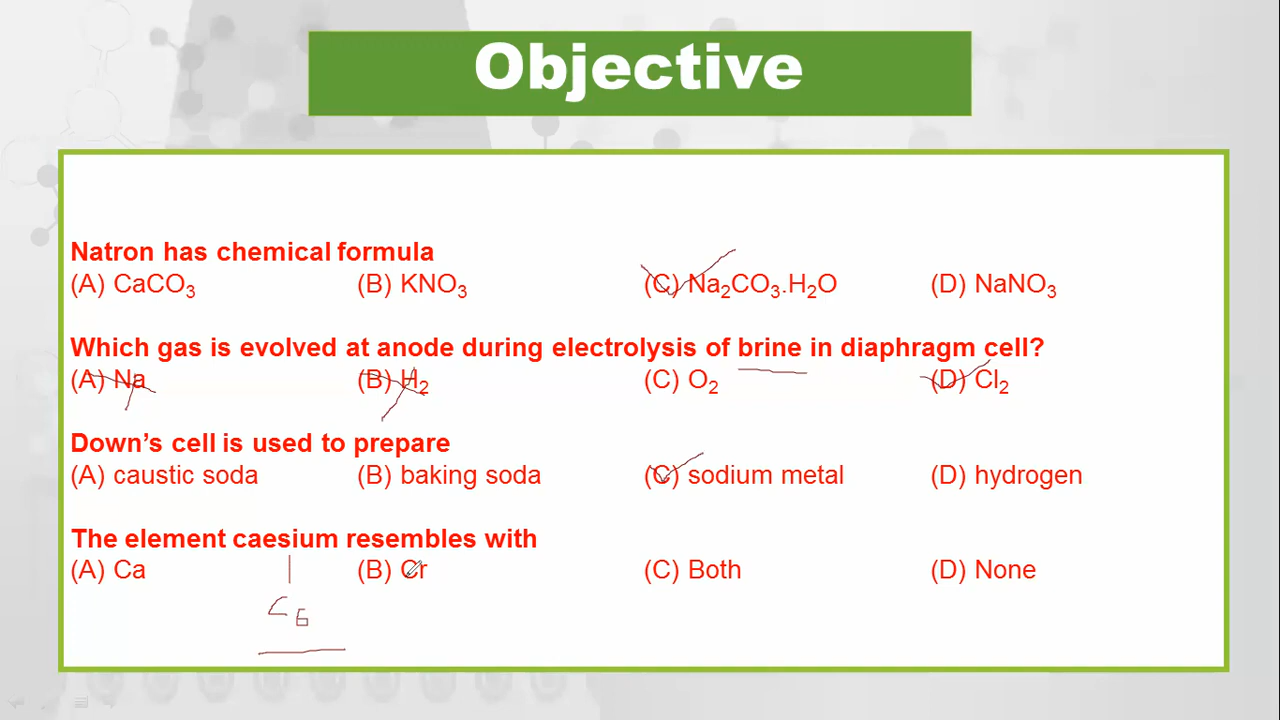 Objective
Natron has chemical formula
(A) CaCO₃ (B) KNO₃ (C) Na₂CO₃.H₂O (D) NaNO₃
Which gas is evolved at anode during electrolysis of brine in diaphragm cell?
(A) Na (B) H₂ (C) O₂ (D) Cl₂
Down’s cell is used to prepare
(A) caustic soda (B) baking soda (C) sodium metal (D) hydrogen
The element caesium resembles with
(A) Ca (B) Cr (C) Both (D) None